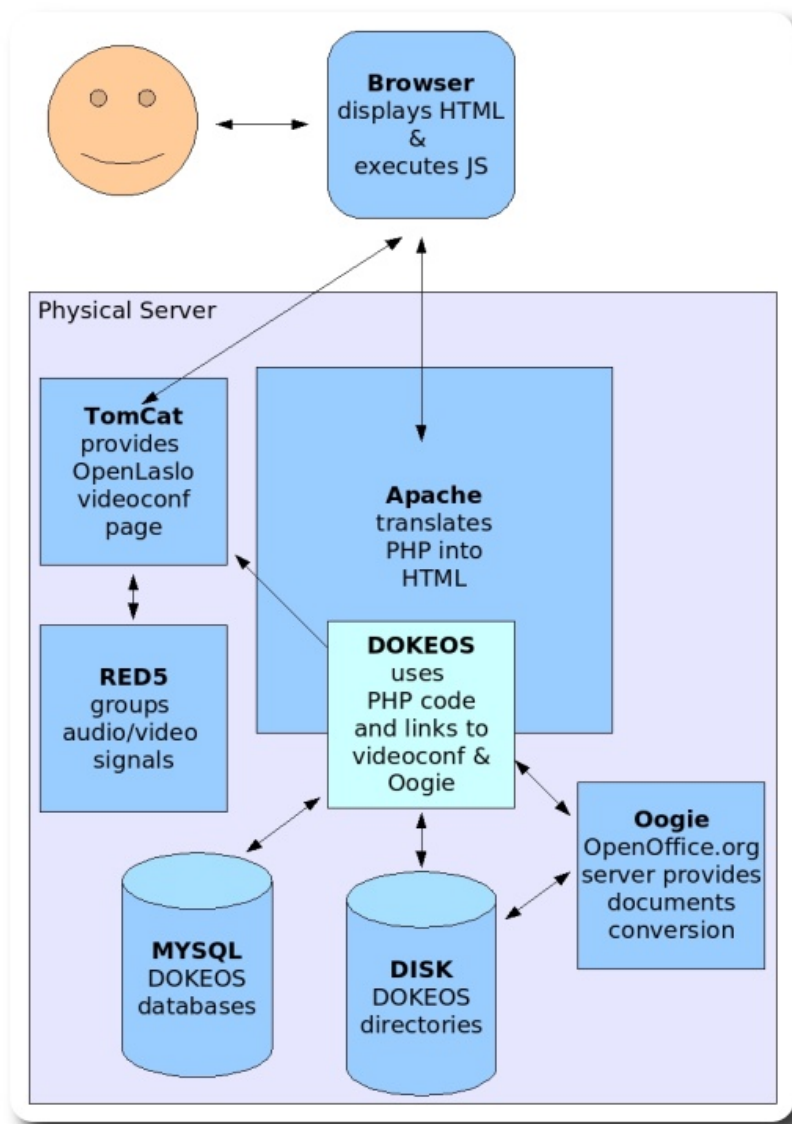 Browser
displays HTML
&
executes JS
Physical Server
TomCat
provides
OpenLaslo
videoconf
page
Apache
translates
PHP into
HTML
RED5
groups
audio/video
signals
DOKEOS
uses
PHP code
and links to
videoconf &
Oogie
Oogie
OpenOffice.org
server provides
documents
conversion
MYSQL
DOKEOS
databases
DISK
DOKEOS
directories